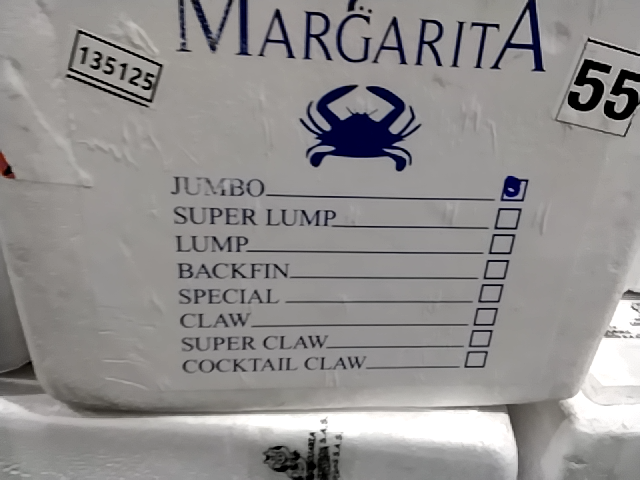 MARGARITA
135125
55
JUMBO
SUPER LUMP
LUMP
BACKFIN
SPECIAL
CLAW
SUPER CLAW
COCKTAIL CLAW